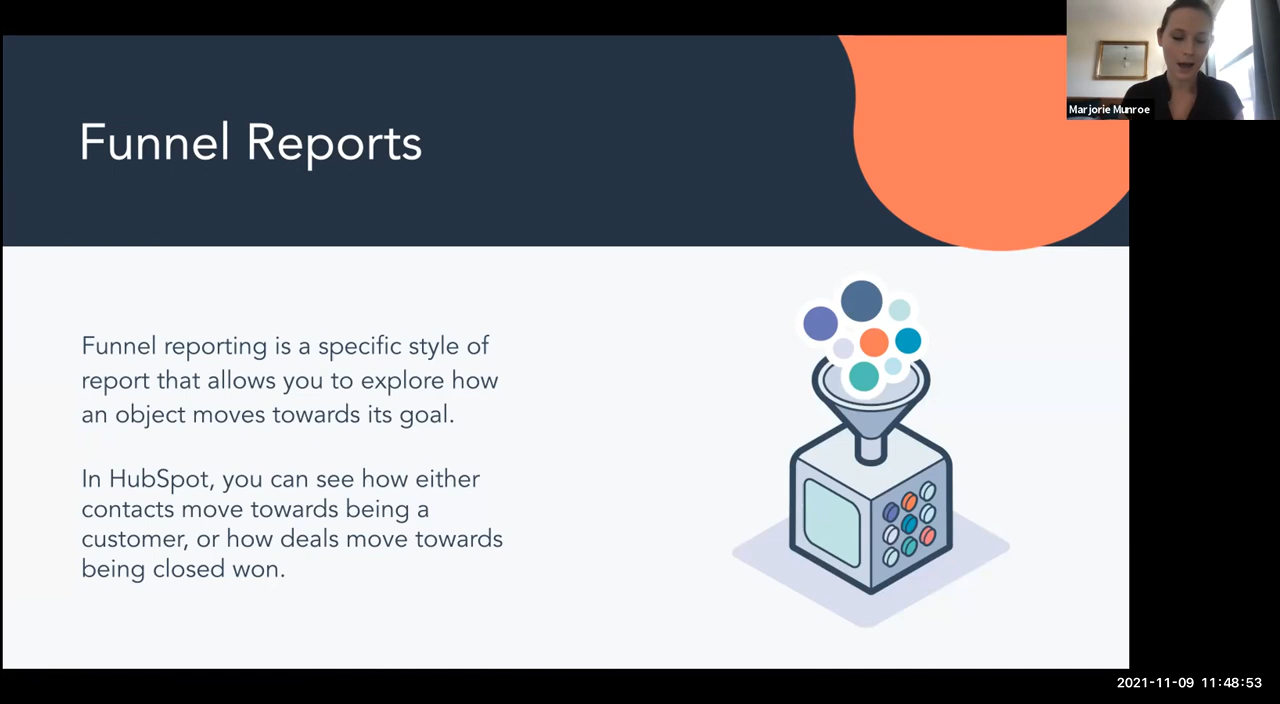 Marjorie Munroe
Funnel Reports
Funnel reporting is a specific style of
report that allows you to explore how
an object moves towards its goal.
In HubSpot, you can see how either
contacts move towards being a
customer, or how deals move towards
being closed won.
2021-11-09 11:48:53